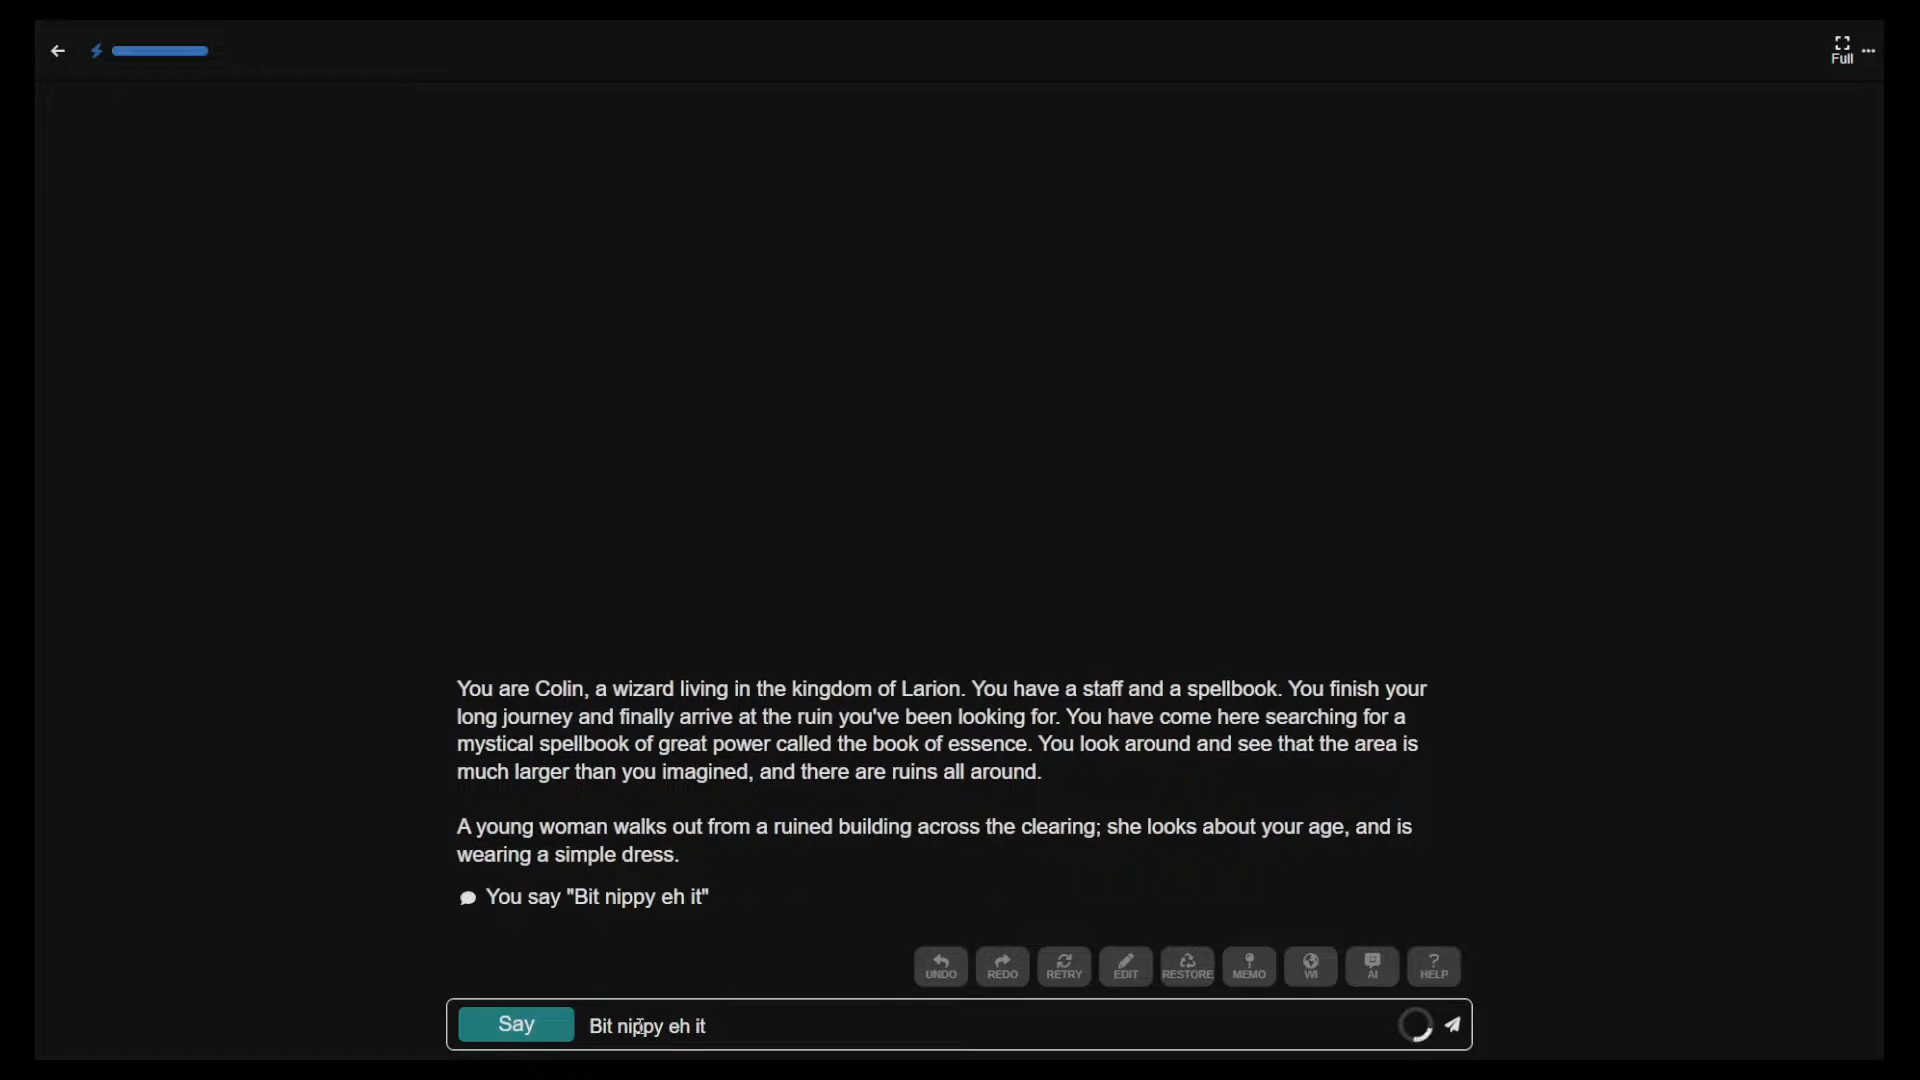 Full
You are Colin, a wizard living in the kingdom of Larion. You have a staff and a spellbook. You finish your
long journey and finally arrive at the ruin you've been looking for. You have come here searching for a
mystical spellbook of great power called the book of essence. You look around and see that the area is
much larger than you imagined, and there are ruins all around.
A young woman walks out from a ruined building across the clearing; she looks about your age, and is
wearing a simple dress.
You say "Bit nippy eh it"
UNDO REDO RETRY EDIT RESTORE MEMO WI AI HELP
Say Bit nippy eh it